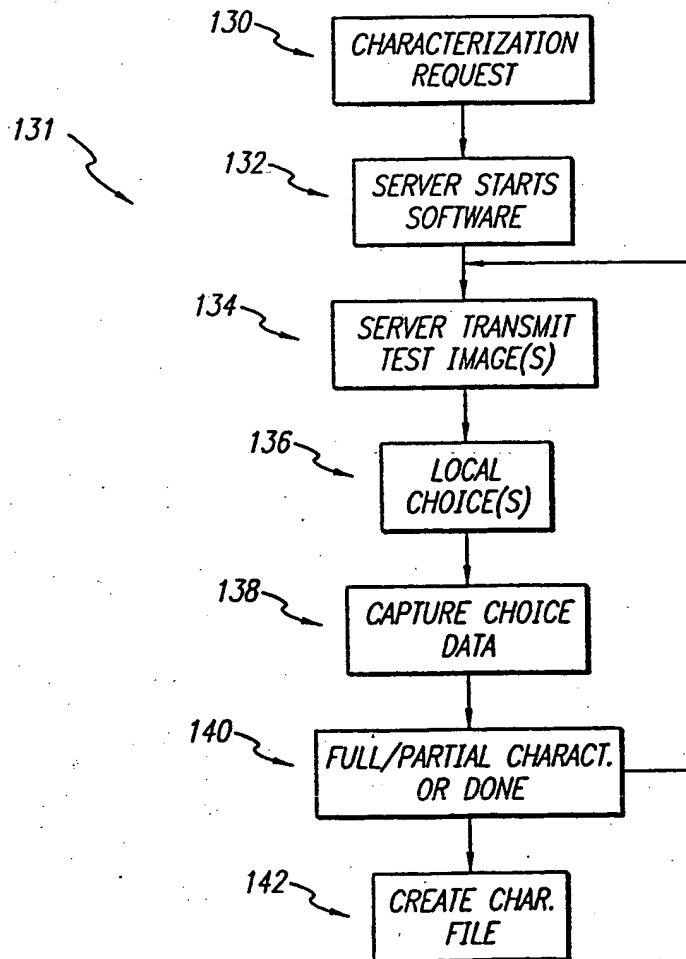 130
CHARACTERIZATION
REQUEST
131
132
SERVER STARTS
SOFTWARE
134
SERVER TRANSMIT
TEST IMAGE(S)
136
LOCAL
CHOICE(S)
138
CAPTURE CHOICE
DATA
140
FULL/PARTIAL CHARACT.
OR DONE
142
CREATE CHAR.
FILE